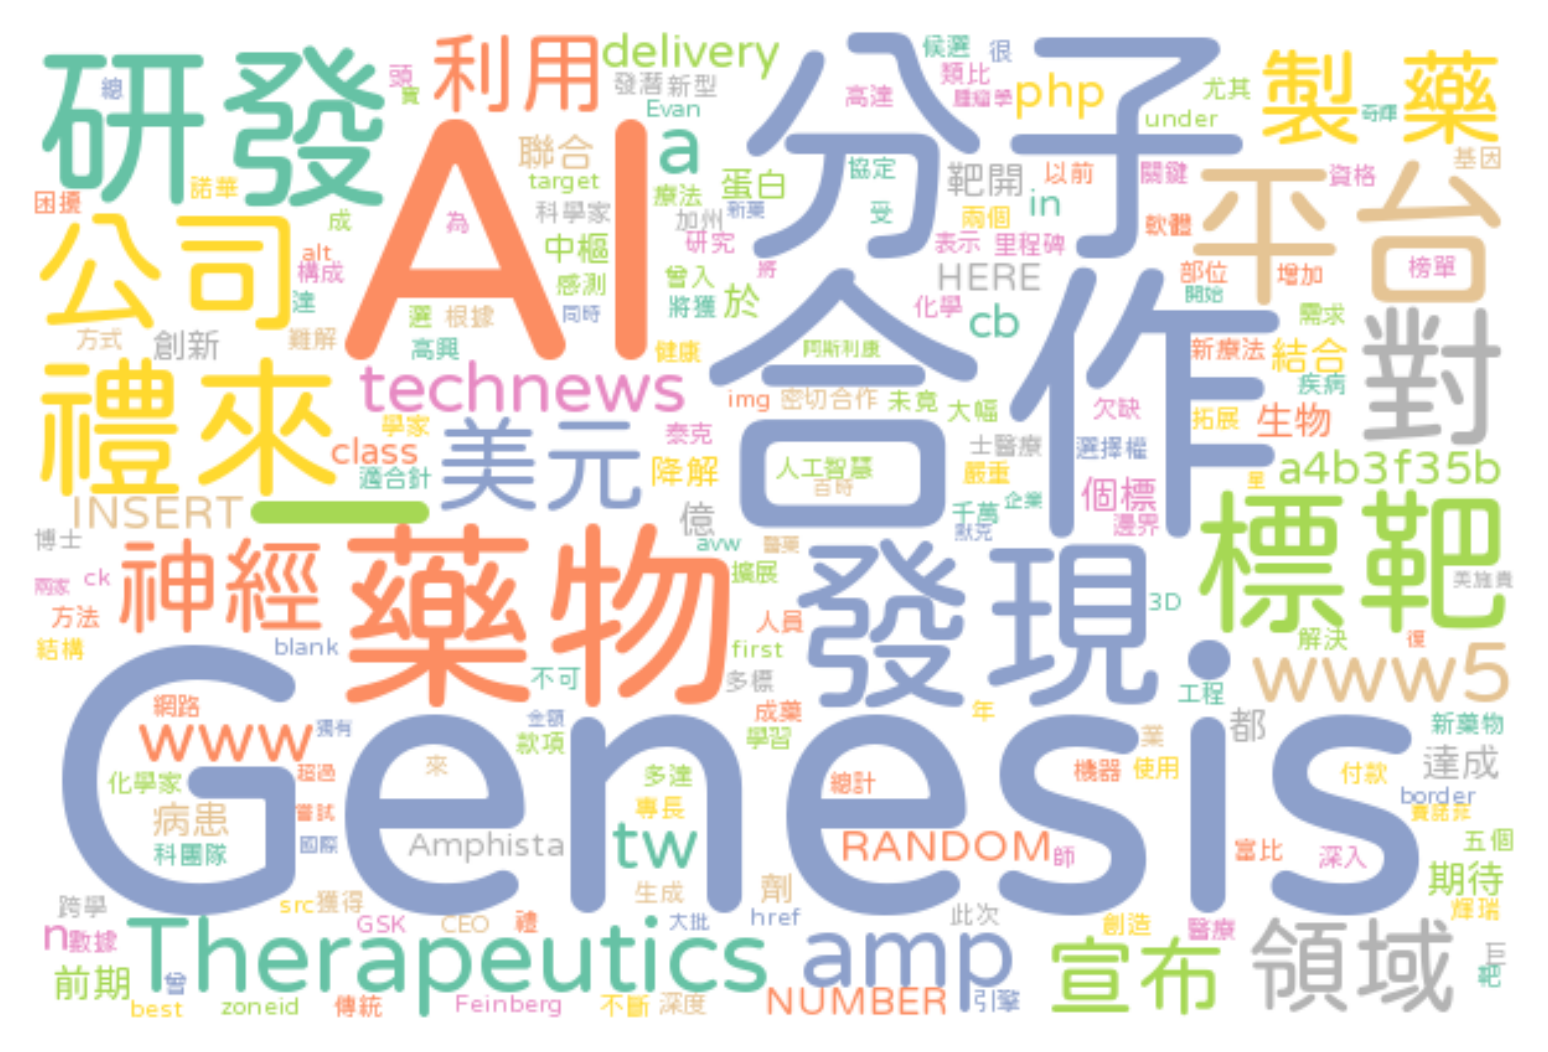 研發
利用
delivery
分子
候選
很
製藥
總
頭
實
發潛
新型
Evan
類比
高達
腫瘤學
php
尤其
under
奇暉
AI
a
聯合
target
療法
蛋白
協定
靶開
以前
關鍵
平台
資格
基因
困擾
諾華
成
為
科學家
加州
新藥
受
兩個
in
軟體
公司
alt
構成
達
中樞
研究
將
表示
里程碑
部位
增加
榜單
感測
曾入
HERE
開始
方式
創新
難解
選
根據
同時
將獲
於
合作
化學
cb
需求
對
高興
健康
阿斯利康
新療法
結合
疾病
禮來
technews
img
密切合作
未竟
大幅
欠缺
拓展
生物
學家
class
適合針
美元
泰克
降解
人工智慧
百時
士醫療
嚴重
選擇權
星
a4b3f35b
INSERT
一
億
千萬
企業
個標
邊界
默克
標靶
博士
avw
醫藥
神經
藥物
發現
兩家
ck
擴展
美施貴
方法
人員
3D
結構
blank
first
解決
復
不可
多標
工程
www5
網路
www
獨有
金額
款項
成藥
學習
年
業
都
新藥物
Genesis
化學家
超過
來
多達
總計
機器
使用
付款
達成
病患
嘗試
專長
border
賽諾菲
科團隊
國際
Amphista
tw
RANDOM
師
富比
深入
五個
跨學
src
獲得
生成
劑
期待
輝瑞
GSK
CEO
禮
大批
href
此次
創造
醫療
n
數據
Therapeutics
amp
宣布
領域
巨
靶
前期
曾
best
zoneid
傳統
Feinberg
不斷
深度
NUMBER
引擎